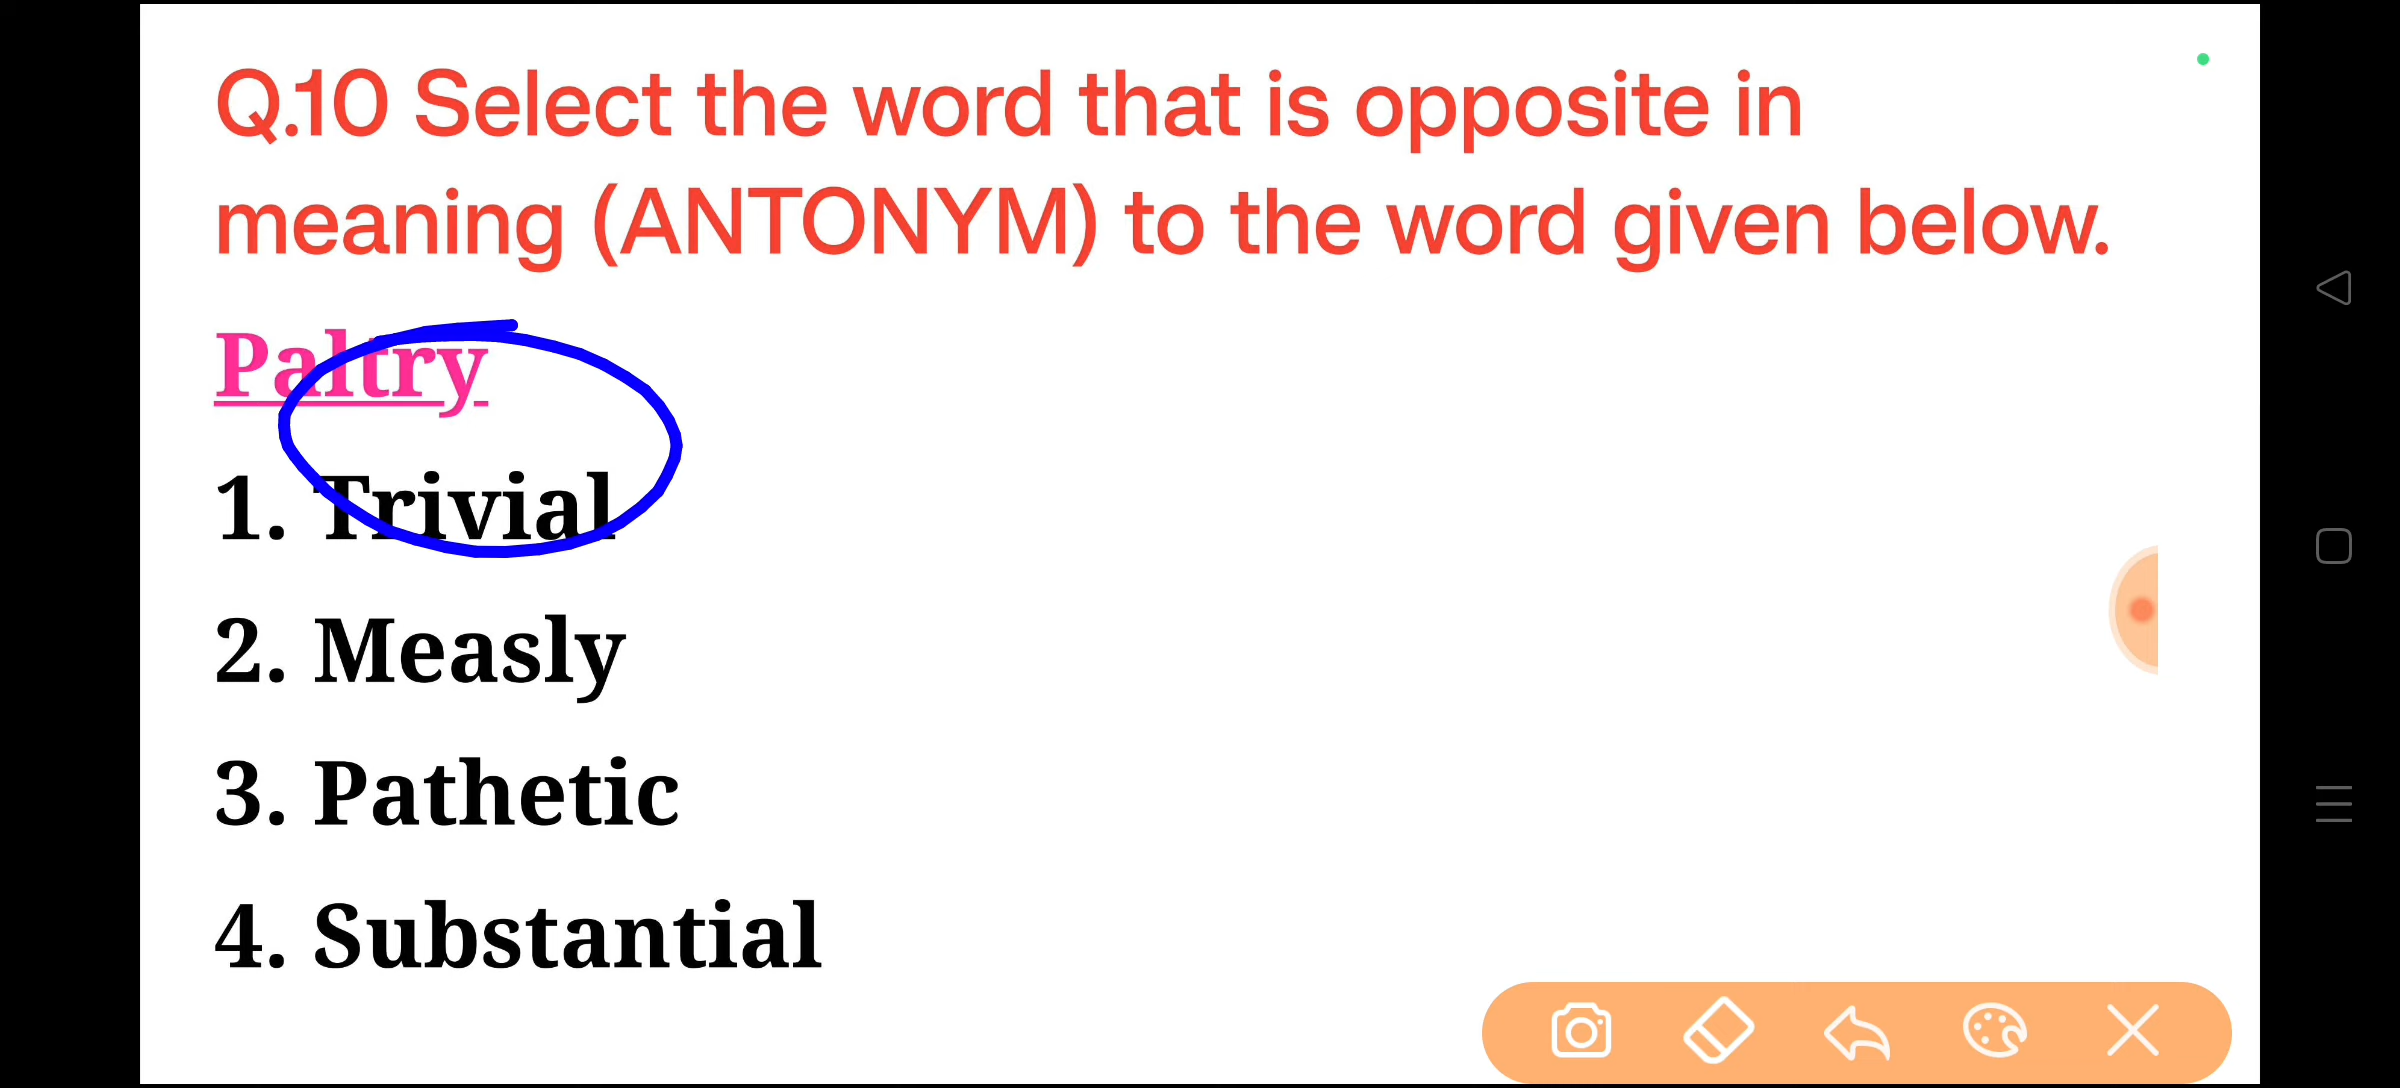 Q.10 Select the word that is opposite in
meaning (ANTONYM) to the word given below.
Paltry
1. Trivial
2. Measly
3. Pathetic
4. Substantial